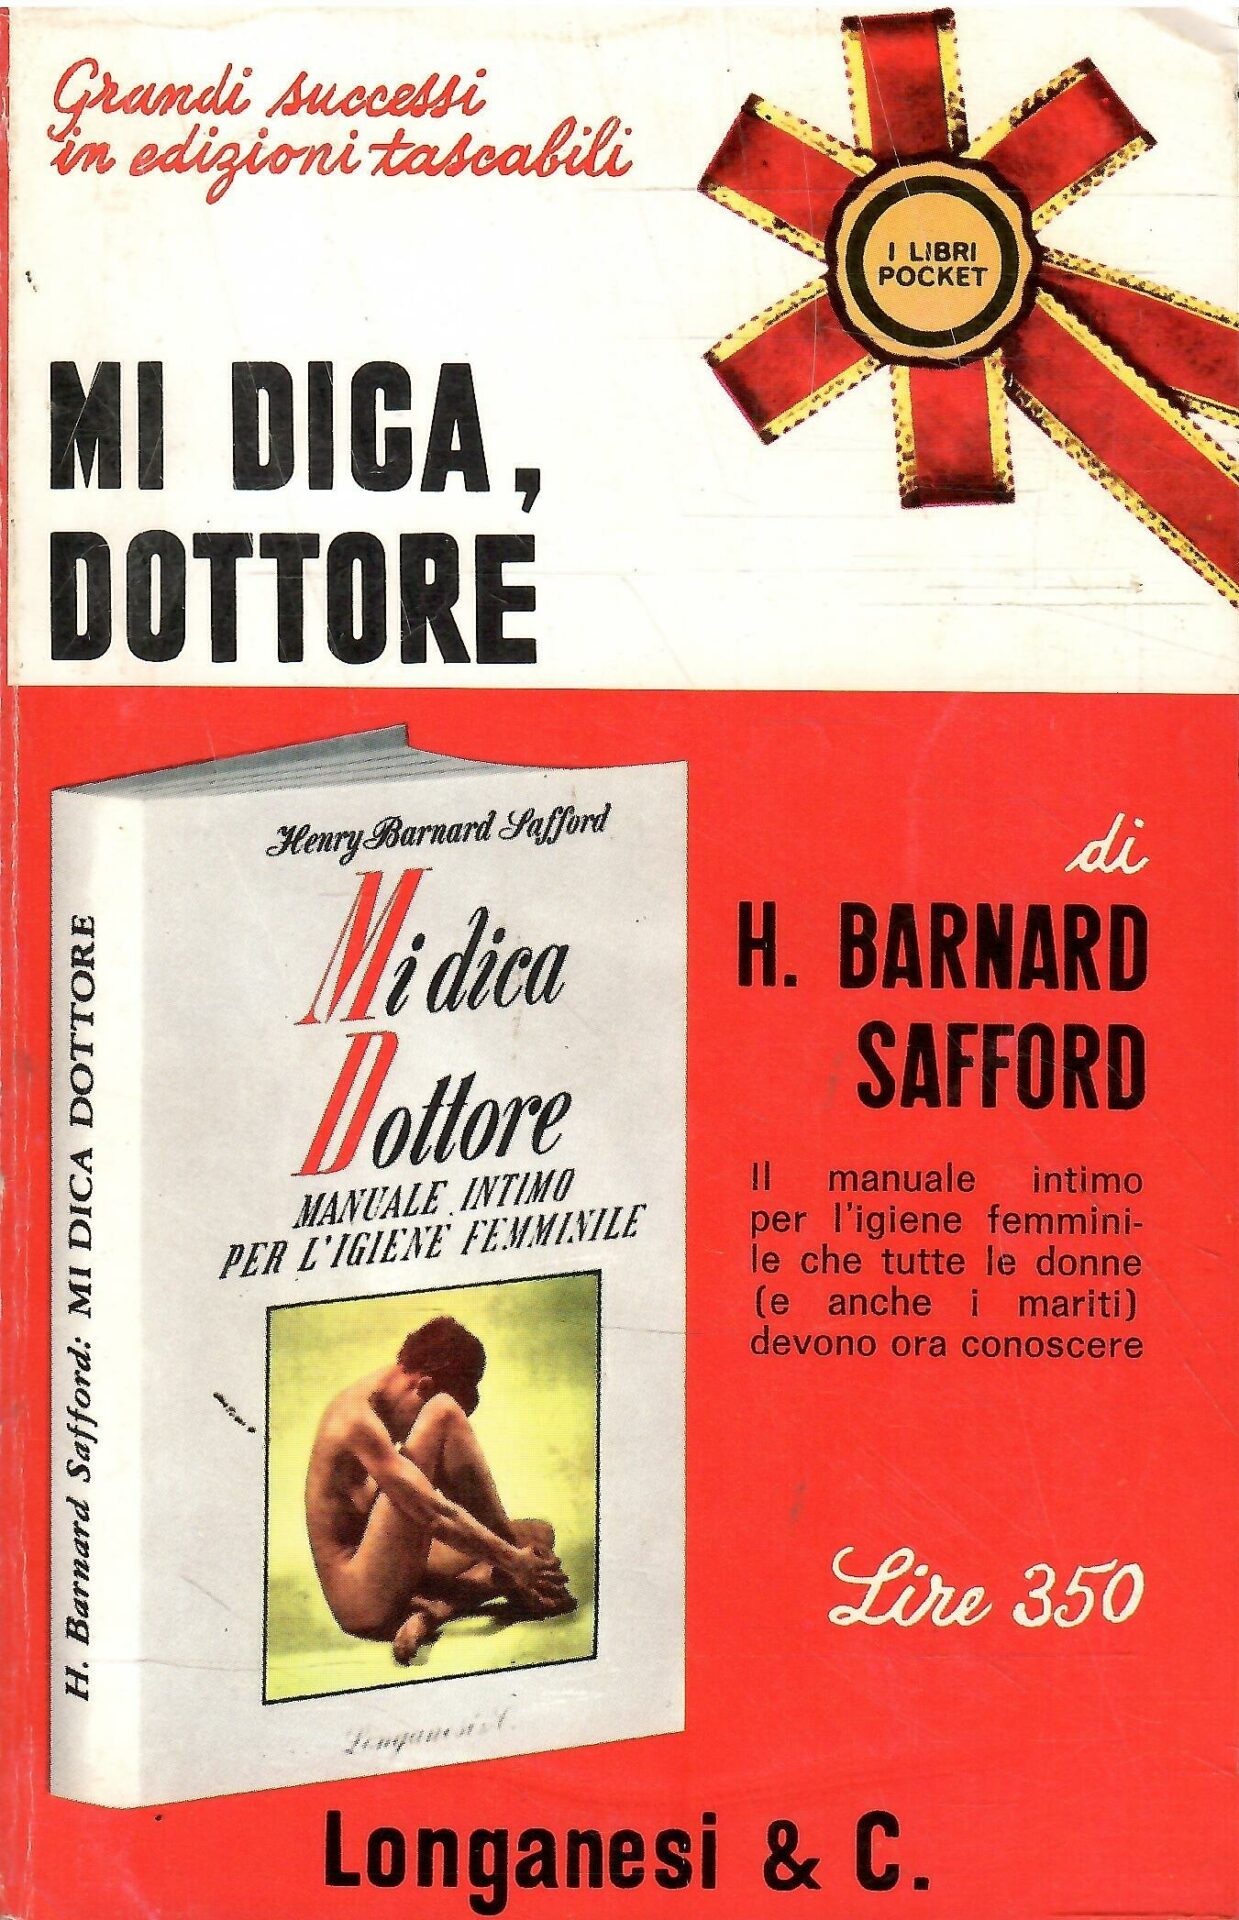 Grandi successi
in edizioni tascabili
I LIBRI
POCKET
MI DICA,
DOTTORE
Henry Barnard Safford
Mi dica
Dottore
MANUALE INTIMO
PER L'IGIENE FEMMINILE
H. Barnard Safford: MI DICA DOTTORE
di
H. BARNARD
SAFFORD
Il manuale intimo
per l'igiene femmini-
le che tutte le donne
(e anche i mariti)
devono ora conoscere
Lire 350
Longanesi & C.